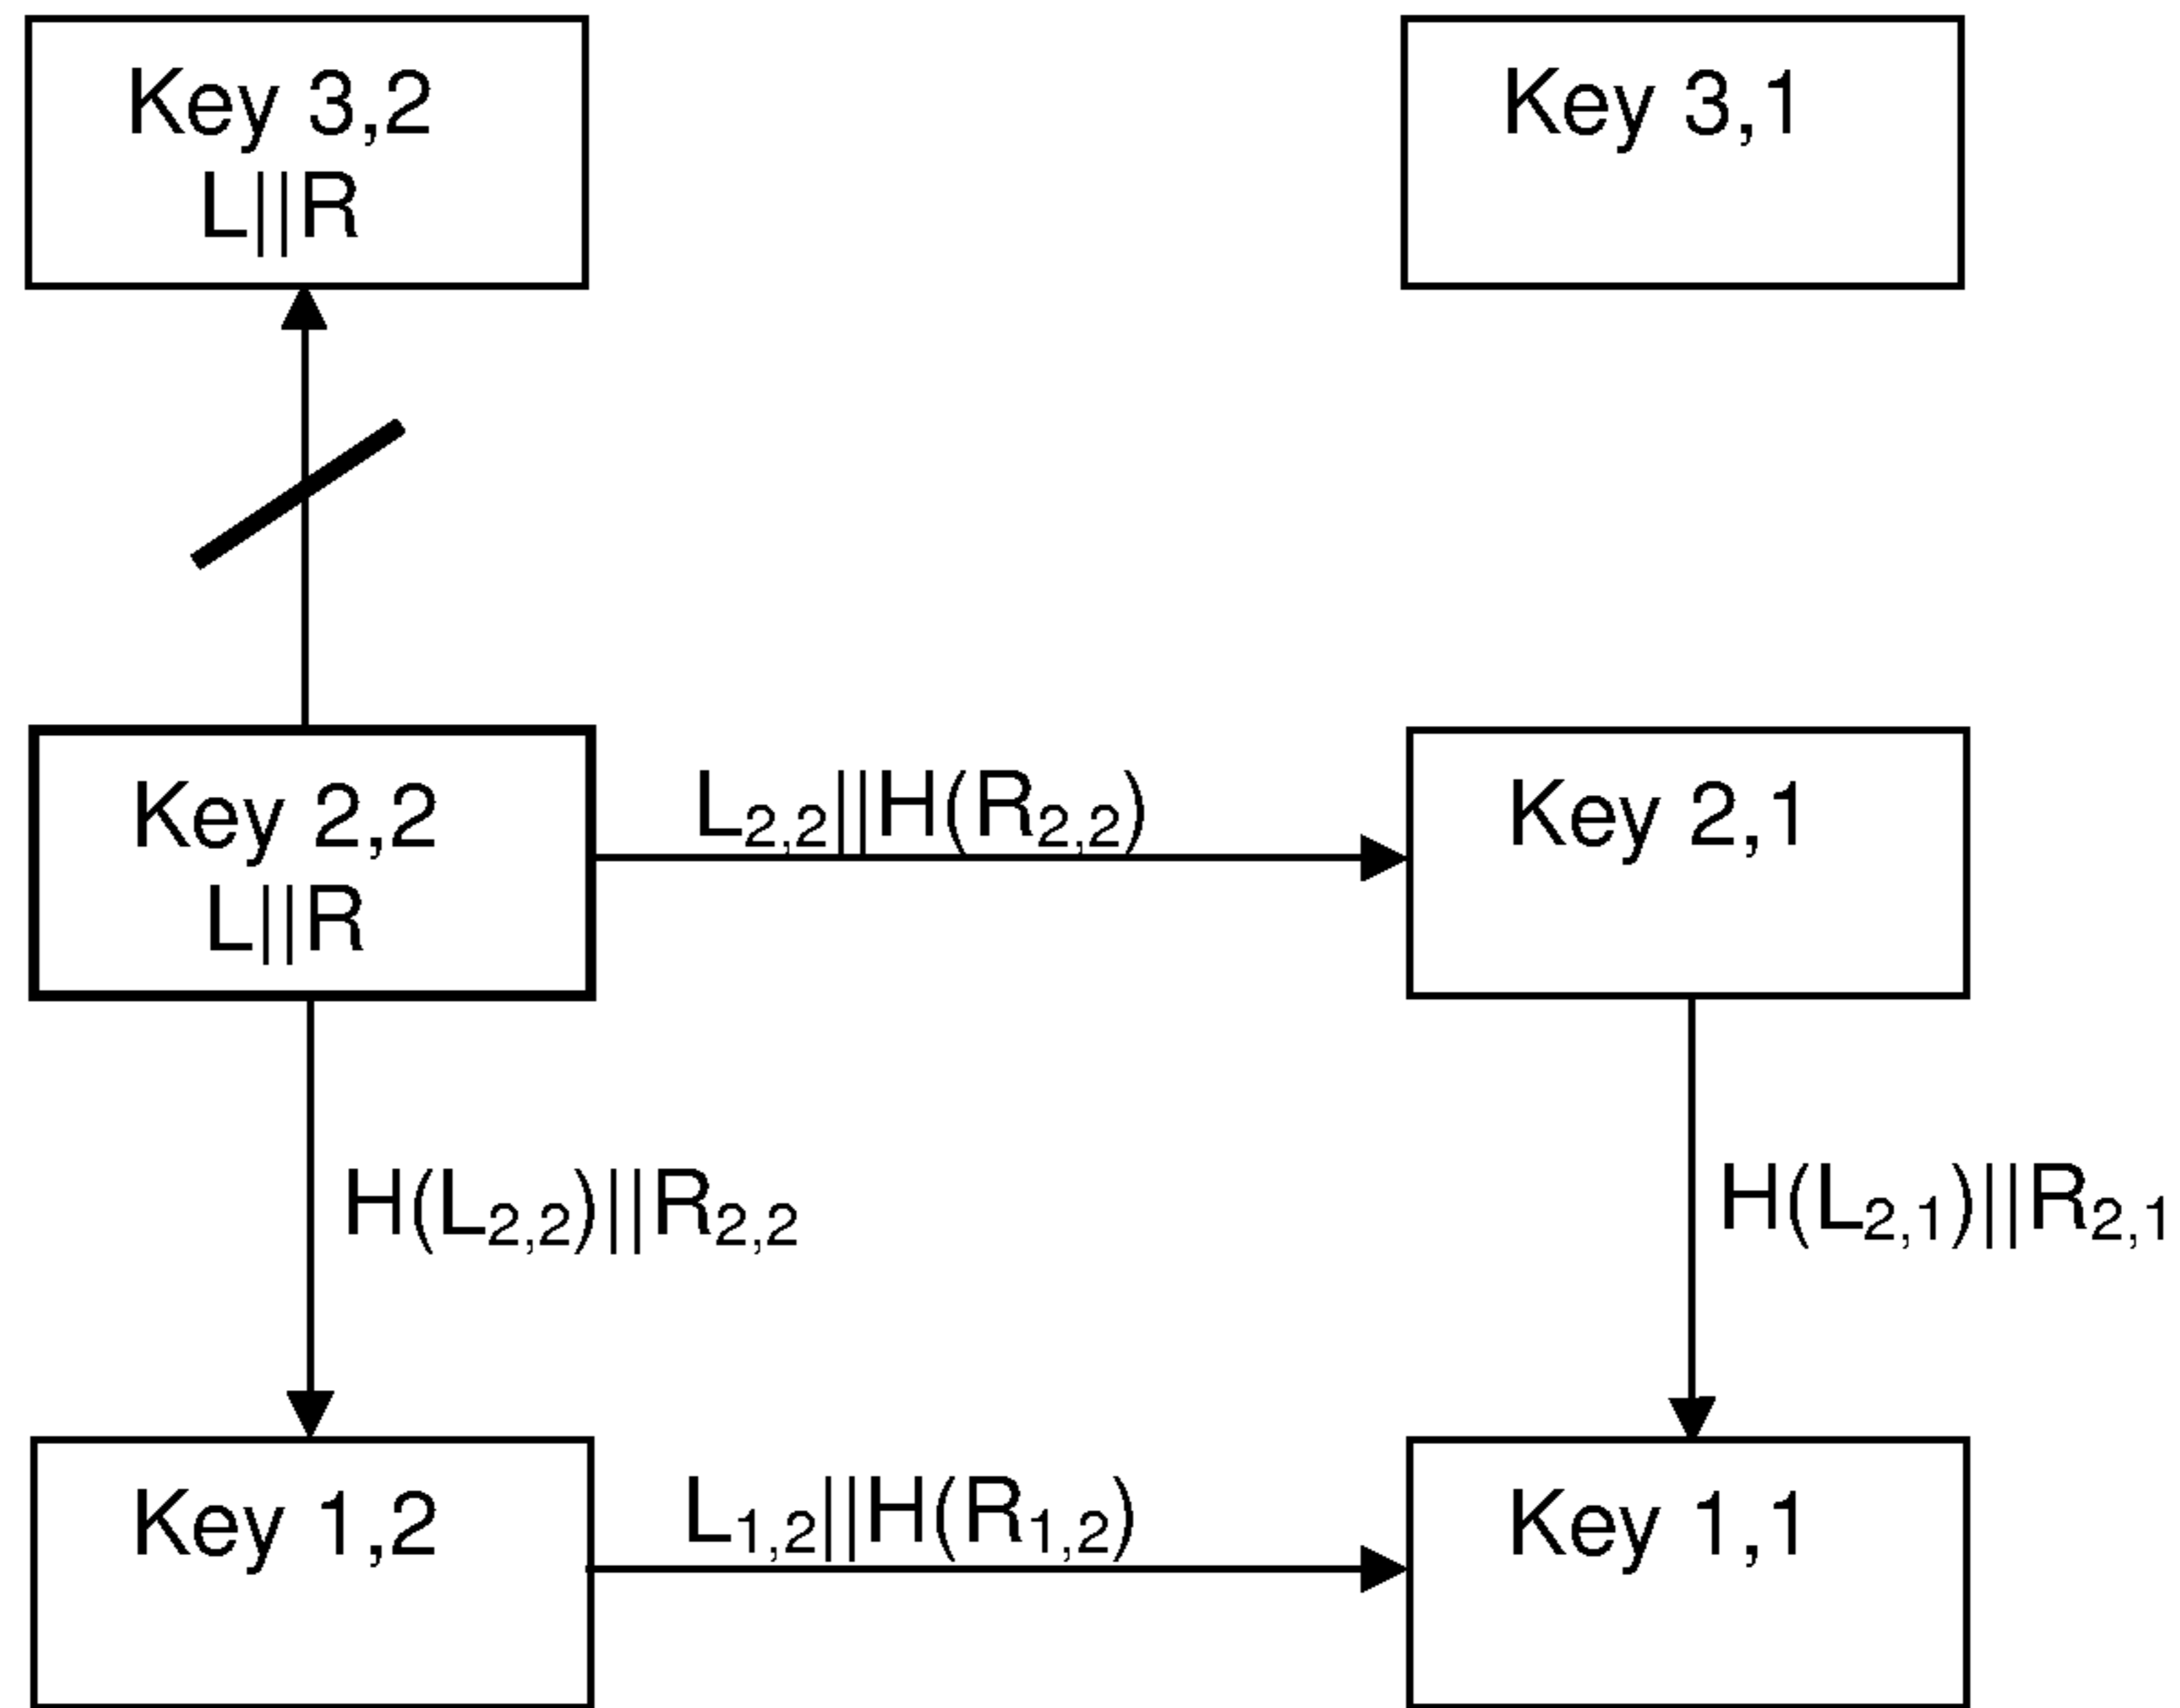 Key 3,2
L||R
Key 3,1
Key 2,2
L||R
L2,2||H(R2,2)
Key 2,1
H(L2,2)||R2,2
H(L2,1)||R2,1
Key 1,2
L1,2||H(R1,2)
Key 1,1